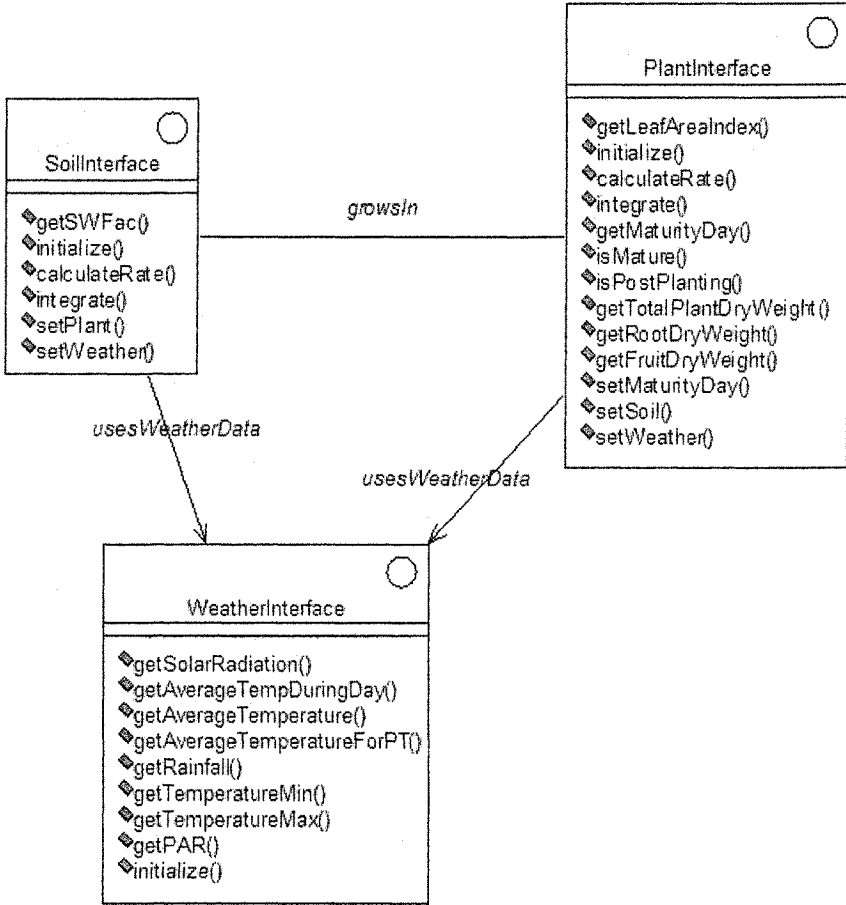 PlantInterface
getLeafAreaIndex()
initialize()
calculateRate()
integrate()
getMaturityDay()
isMature()
isPostPlanting()
getTotalPlantDryWeight()
getRootDryWeight()
getFruitDryWeight()
setMaturityDay()
setSoil()
setWeather()
SoilInterface
getSWFac()
initialize()
calculateRate()
integrate()
setPlant()
setWeather()
growsIn
usesWeatherData
usesWeatherData
WeatherInterface
getSolarRadiation()
getAverageTempDuringDay()
getAverageTemperature()
getAverageTemperatureForPT()
getRainfall()
getTemperatureMin()
getTemperatureMax()
getPAR()
initialize()